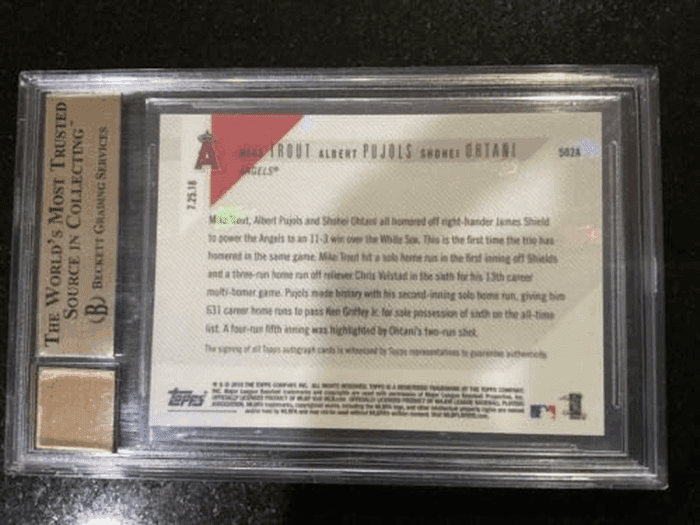 THE WORLD'S MOST TRUSTED
SOURCE IN COLLECTING™
BECKETT GRADING SERVICES
MIKE TROUT ALBERT PUJOLS SHOHEI OHTANI
502A
ANGELS®
7.25.18
Mike Trout, Albert Pujols and Shohei Ohtani all homered off right-hander James Shield
to power the Angels to an 11-3 win over the White Sox. This is the first time the trio has
homered in the same game. Mike Trout hit a solo home run in the first inning off Shields
and a three-run home run off reliever Chris Volstad in the sixth for his 13th career
multi-homer game. Pujols made history with his second-inning solo home run, giving him
631 career home runs to pass Ken Griffey Jr. for sole possession of sixth on the all-time
list. A four-run fifth inning was highlighted by Ohtani's two-run shot.
The signing of all Topps autograph cards is witnessed by Topps representatives to guarantee authenticity.
Topps